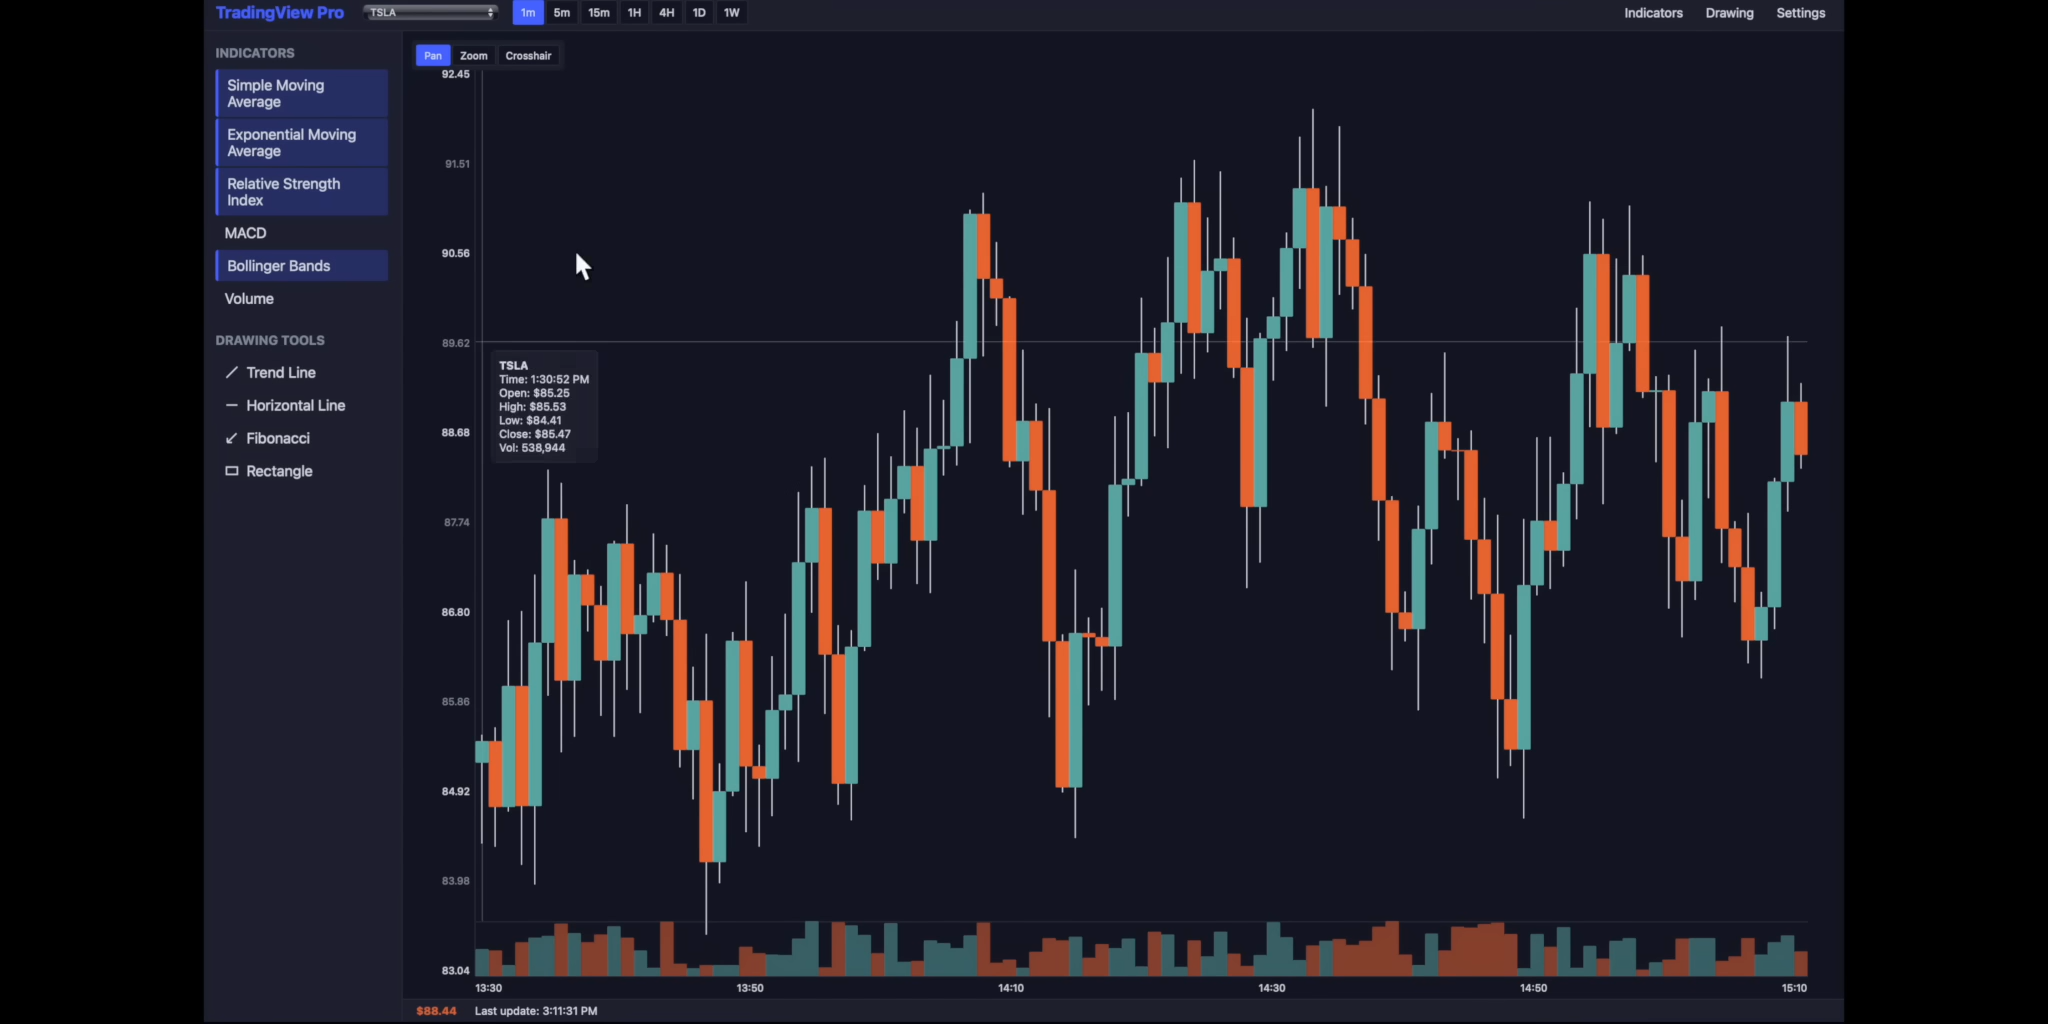 TradingView Pro TSLA 1m 5m 15m 1H 4H 1D 1W Indicators Drawing Settings
INDICATORS
Simple Moving
Average
Exponential Moving
Average
Relative Strength
Index
MACD
Bollinger Bands
Volume
DRAWING TOOLS
Trend Line
Horizontal Line
Fibonacci
Rectangle
Pan Zoom Crosshair
92.45
91.51
90.56
89.62
88.68
87.74
86.80
85.86
84.92
83.98
83.04
TSLA
Time: 1:30:52 PM
Open: $85.25
High: $85.53
Low: $84.41
Close: $85.47
Vol: 538,944
13:30 13:50 14:10 14:30 14:50 15:10
$88.44 Last update: 3:11:31 PM